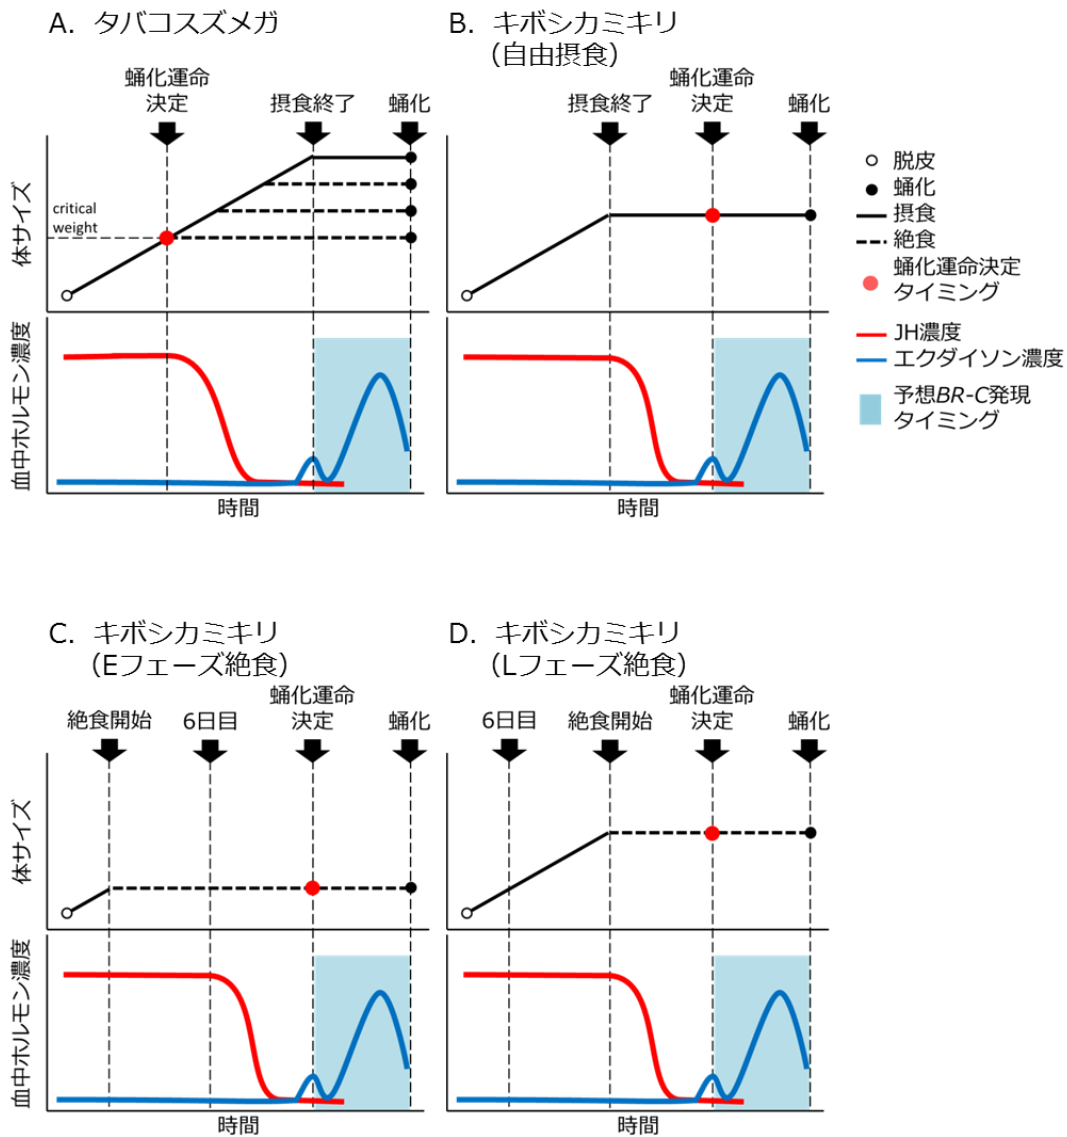 A. タバコスズメガ
蛹化運命
決定
摂食終了
蛹化
体サイズ
critical
weight
血中ホルモン濃度
時間
B. キボシカミキリ
(自由摂食)
摂食終了
蛹化運命
決定
蛹化
時間
脱皮
蛹化
摂食
絶食
蛹化運命決定
タイミング
JH濃度
エクダイソン濃度
予想BR-C発現
タイミング
C. キボシカミキリ
(Eフェーズ絶食)
絶食開始
6日目
蛹化運命
決定
蛹化
体サイズ
血中ホルモン濃度
時間
D. キボシカミキリ
(Lフェーズ絶食)
6日目
絶食開始
蛹化運命
決定
蛹化
時間